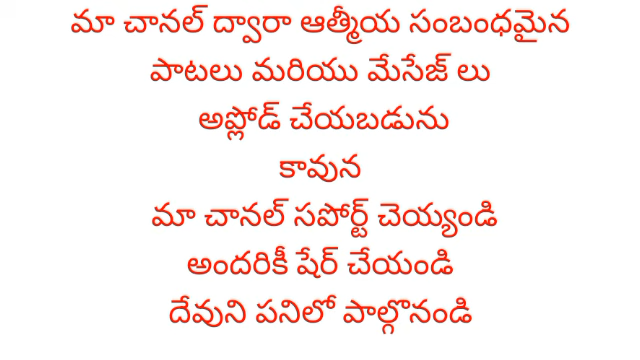 మా చానల్ ద్వారా ఆత్మీయ సంబంధమైన
పాటలు మరియు మేసేజ్ లు
అప్లోడ్ చేయబడును
కావున
మా చానల్ సపోర్ట్ చెయ్యండి
అందరికీ షేర్ చేయండి
దేవుని పనిలో పాల్గొనండి